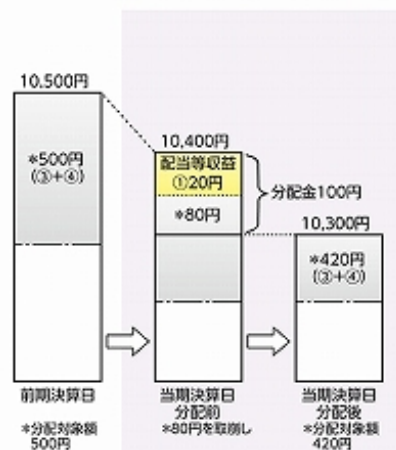 10,500円
*500円
(③+④)
10,400円
配当等収益
①20円
*80円
分配金100円
10,300円
*420円
(③+④)
前期決算日
*分配対象額
500円
当期決算日
分配前
*80円を取崩し
当期決算日
分配後
*分配対象額
420円